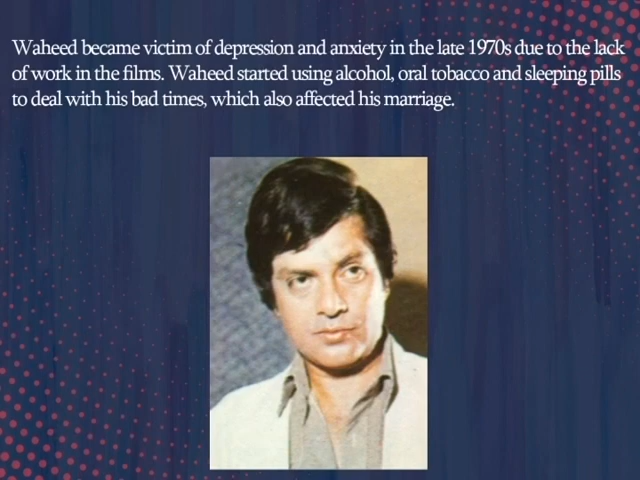 Waheed became victim of depression and anxiety in the late 1970s due to the lack
of work in the films. Waheed started using alcohol, oral tobacco and sleeping pills
to deal with his bad times, which also affected his marriage.